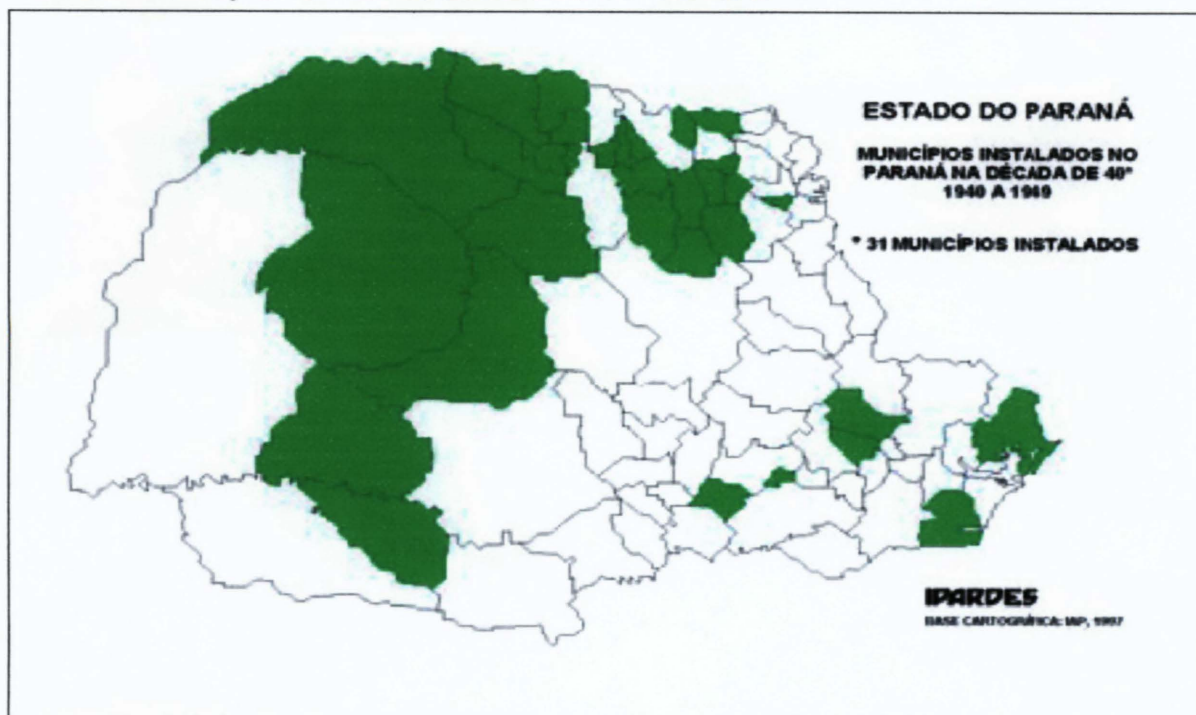 ESTADO DO PARANÁ
MUNICÍPIOS INSTALADOS NO
PARANÁ NA DÉCADA DE 40*
1940 A 1949
* 31 MUNICÍPIOS INSTALADOS
IPARDES
BASE CARTOGRÁFICA: IAP, 1997